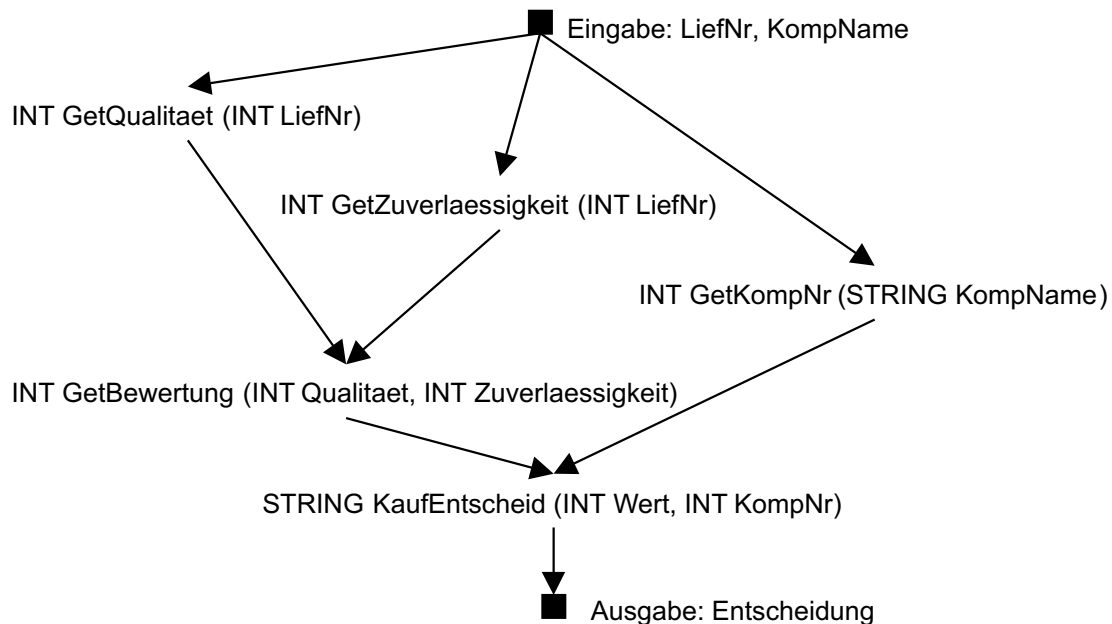 Eingabe: LiefNr, KompName
INT GetQualitaet (INT LiefNr)
INT GetZuverlaessigkeit (INT LiefNr)
INT GetKompNr (STRING KompName)
INT GetBewertung (INT Qualitaet, INT Zuverlaessigkeit)
STRING KaufEntscheid (INT Wert, INT KompNr)
Ausgabe: Entscheidung